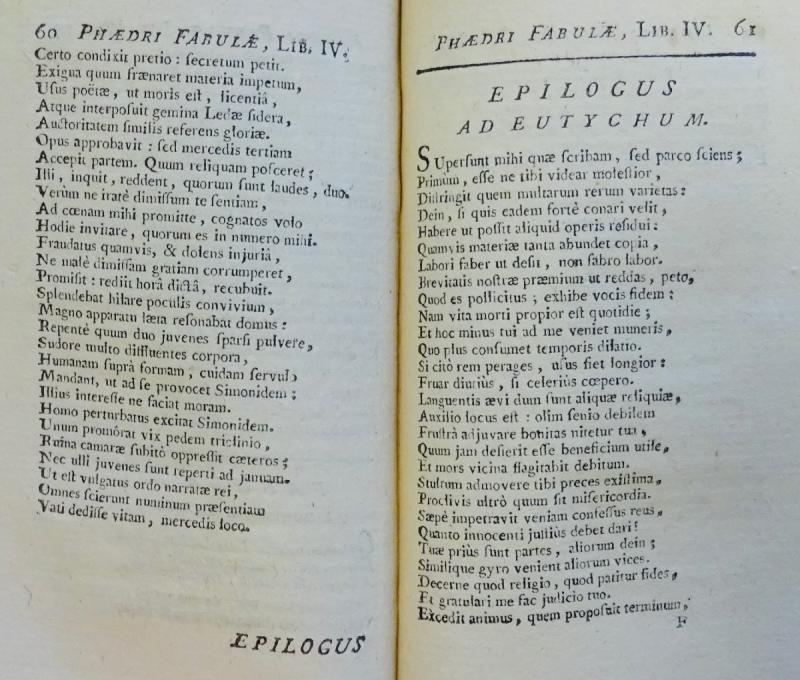 60 PHÆDRI FABULÆ, LIB. IV.
Certo condixit pretio : ſecretum petit.
Exigua quum frænaret materia impetum,
Uſus poëtæ, ut moris eſt, licentiâ,
Atque interpoſuit gemina Ledæ ſidera,
Auctoritatem ſimilis referens gloriæ.
Opus approbavit : ſed mercedis tertiam
Accepit partem. Quum reliquam poſceret ;
Illi, inquit, reddent, quorum ſunt laudes, duo.
Verùm ne iratè dimiſſum te ſentiam,
Ad cœnam mihi promitte, cognatos volo
Hodie invitare, quorum es in numero mihi.
Fraudatus quamvis, & dolens injuriâ,
Ne malè dimiſſam gratiam corrumperet,
Promiſit : rediit horâ dictâ, recubuit.
Splendebat hilare poculis convivium,
Magno apparatu læta reſonabat domus :
Repentè quum duo juvenes ſparſi pulvere,
Sudore multo diffluentes corpora,
Humanam ſuprà formam, cuidam ſervulo
Mandant, ut ad ſe provocet Simonidem ;
Illius intereſſe ne faciat moram.
Homo perturbatus excitat Simonidem.
Unum promôrat vix pedem triclinio,
Ruina camaræ ſubitò oppreſſit cæteros ;
Nec ulli juvenes ſunt reperti ad januam.
Ut eſt vulgatus ordo narratæ rei,
Omnes ſcierunt numinum præſentiam
Vati dediſſe vitam, mercedis loco.
EPILOGUS
PHÆDRI FABULÆ, LIB. IV. 61
EPILOGUS
AD EUTYCHUM.
SUperſunt mihi quæ ſcribam, ſed parco ſciens ;
Primùm, eſſe ne tibi videar moleſtior,
Diſtringit quem multarum rerum varietas :
Dein, ſi quis eadem fortè conari velit,
Habere ut poſſit aliquid operis reſidui :
Quamvis materiæ tanta abundet copia,
Labori faber ut deſit, non fabro labor.
Brevitatis noſtræ præmium ut reddas, peto,
Quod es pollicitus ; exhibe vocis fidem :
Nam vita morti propior eſt quotidie ;
Et hoc minus tui ad me veniet muneris,
Quo plus conſumet temporis dilatio.
Si citò rem perages, uſus fiet longior :
Fruar diutiùs, ſi celeriùs cœpero.
Languentis ævi dum ſunt aliquæ reliquiæ,
Auxilio locus eſt : olim ſenio debilem
Fruſtrà adjuvare bonitas nitetur tua,
Quum jam deſierit eſſe beneficium utile,
Et mors vicina flagitabit debitum.
Stultum admovere tibi preces exiſtima,
Proclivis ultrò quum ſit miſericordia.
Sæpè impetravit veniam confeſſus reus,
Quanto innocenti juſtiùs debet dari !
Tuæ priùs ſunt partes, aliorum dein ;
Similique gyro venient aliorum vices.
Decerne quod religio, quod patitur fides,
Et gratulari me fac judicio tuo.
Excedit animus, quem propoſuit terminum,
F